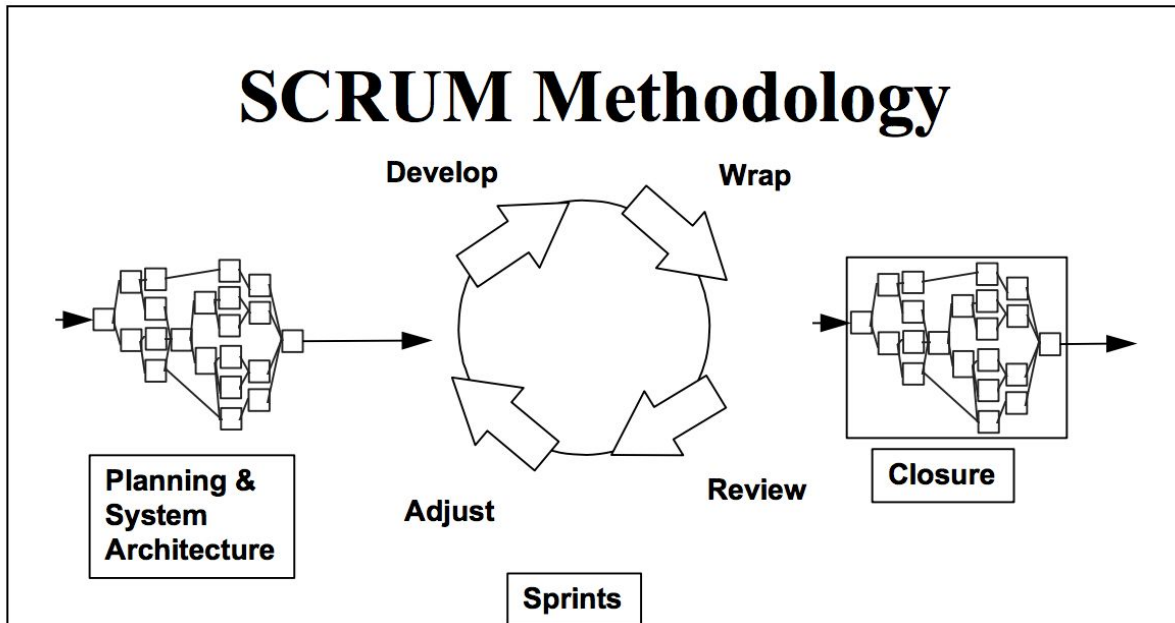 SCRUM Methodology
Develop
Wrap
Planning &
System
Architecture
Adjust
Review
Closure
Sprints